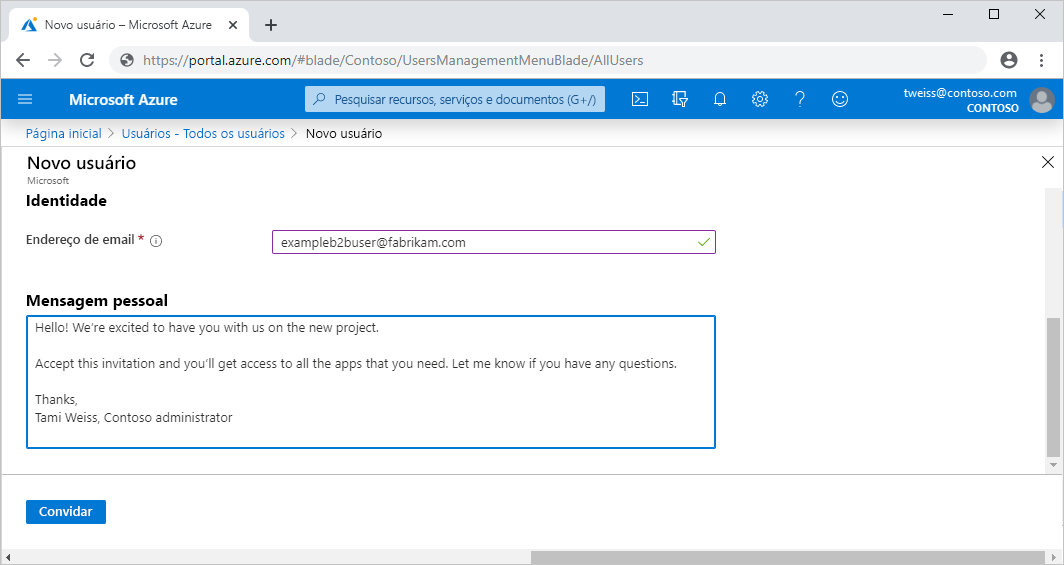 Novo usuário – Microsoft Azure
https://portal.azure.com/#blade/Contoso/UsersManagementMenuBlade/AllUsers
Microsoft Azure
Pesquisar recursos, serviços e documentos (G+/)
tweiss@contoso.com
CONTOSO
Página inicial > Usuários - Todos os usuários > Novo usuário
Novo usuário
Microsoft
Identidade
Endereço de email *
exampleb2buser@fabrikam.com
Mensagem pessoal
Hello! We're excited to have you with us on the new project.
Accept this invitation and you'll get access to all the apps that you need. Let me know if you have any questions.
Thanks,
Tami Weiss, Contoso administrator
Convidar